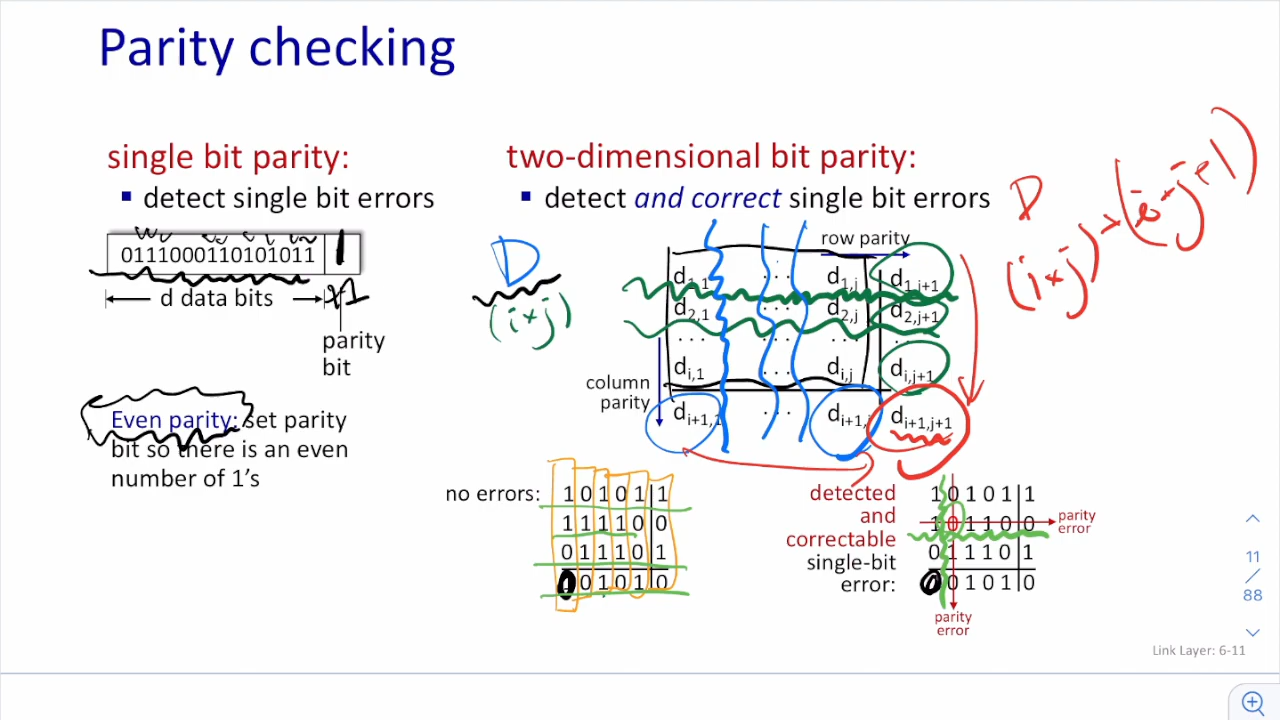 Parity checking
single bit parity:
▪ detect single bit errors
0111000110101011 1
d data bits
parity
bit
Even parity: set parity
bit so there is an even
number of 1's
two-dimensional bit parity:
▪ detect and correct single bit errors
D
(i*j)
row parity
d1,1 ... d1,j d1,j+1
d2,1 ... d2,j d2,j+1
... ... ...
di,1 ... di,j di,j+1
column
parity
di+1,1 ... di+1,j di+1,j+1
D
(i*j)
no errors:
1 0 1 0 1 1
1 1 1 1 0 0
0 1 1 1 0 1
0 0 1 0 1 0
detected
and
correctable
single-bit
error:
1 0 1 0 1 1
1 0 1 1 0 0
0 1 1 1 0 1
0 0 1 0 1 0
parity
error
parity
error
11
/
88
Link Layer: 6-11